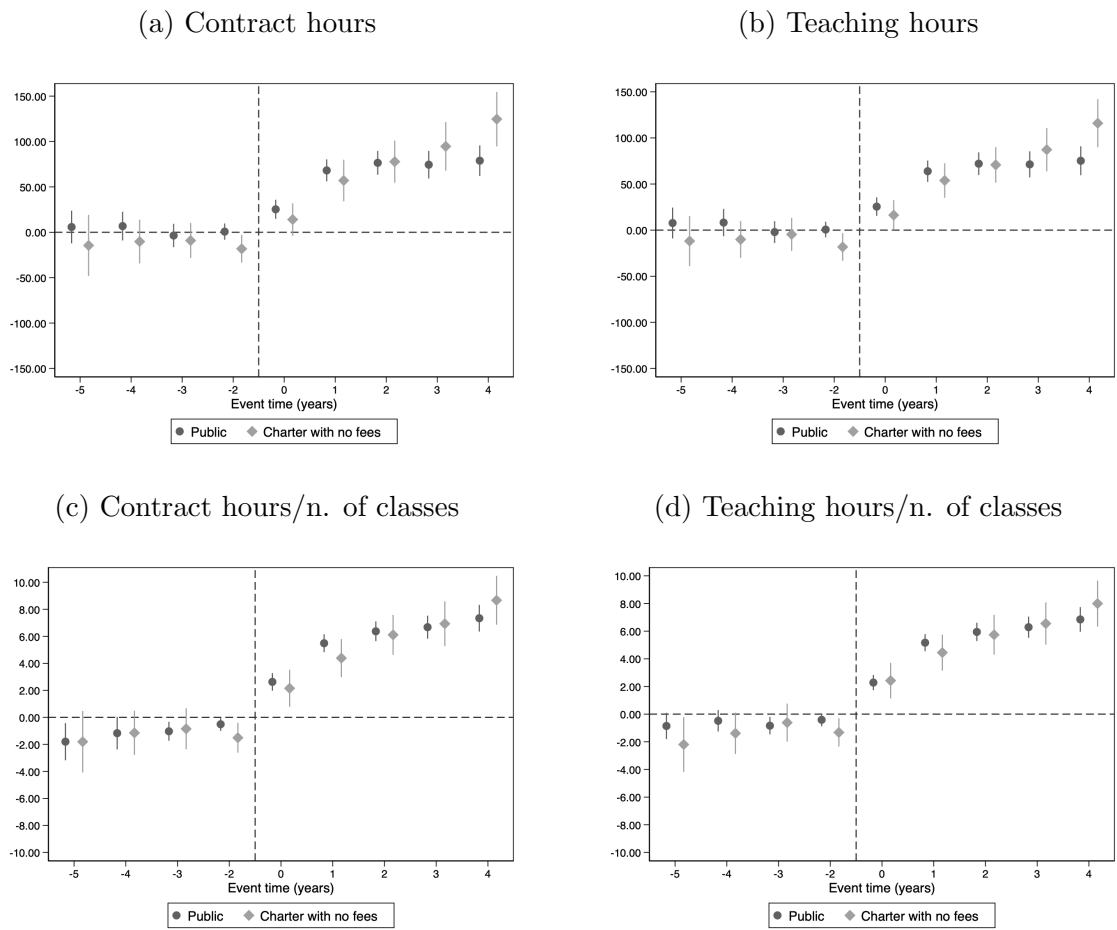 (a) Contract hours
150.00
100.00
50.00
0.00
-50.00
-100.00
-150.00
-5 -4 -3 -2 0 1 2 3 4
Event time (years)
Public Charter with no fees
(b) Teaching hours
150.00
100.00
50.00
0.00
-50.00
-100.00
-150.00
-5 -4 -3 -2 0 1 2 3 4
Event time (years)
Public Charter with no fees
(c) Contract hours/n. of classes
10.00
8.00
6.00
4.00
2.00
0.00
-2.00
-4.00
-6.00
-8.00
-10.00
-5 -4 -3 -2 0 1 2 3 4
Event time (years)
Public Charter with no fees
(d) Teaching hours/n. of classes
10.00
8.00
6.00
4.00
2.00
0.00
-2.00
-4.00
-6.00
-8.00
-10.00
-5 -4 -3 -2 0 1 2 3 4
Event time (years)
Public Charter with no fees